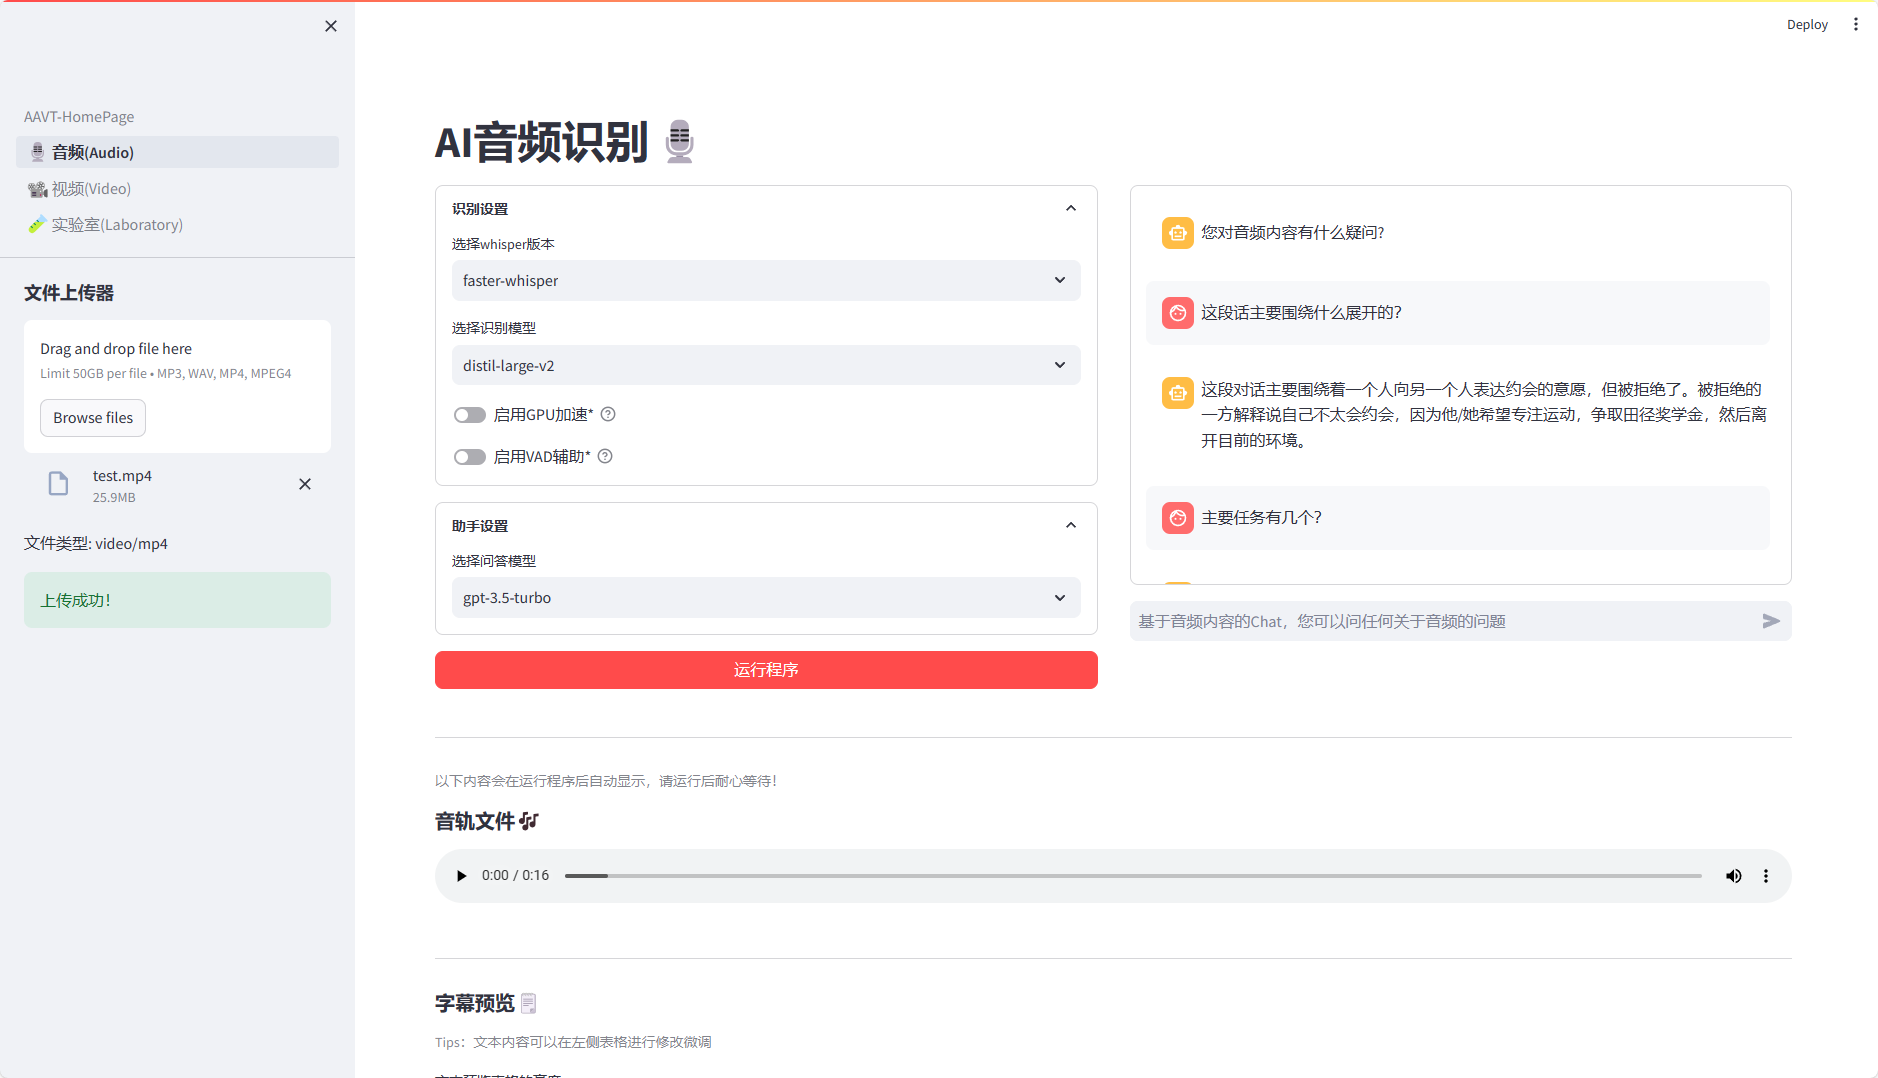 Deploy
AAVT-HomePage
音频(Audio)
视频(Video)
实验室(Laboratory)
文件上传器
Drag and drop file here
Limit 50GB per file • MP3, WAV, MP4, MPEG4
Browse files
test.mp4
25.9MB
文件类型: video/mp4
上传成功!
AI音频识别
识别设置
选择whisper版本
faster-whisper
选择识别模型
distil-large-v2
启用GPU加速*
启用VAD辅助*
助手设置
选择问答模型
gpt-3.5-turbo
运行程序
您对音频内容有什么疑问?
这段话主要围绕什么展开的?
这段对话主要围绕着一个人向另一个人表达约会的意愿，但被拒绝了。被拒绝的
一方解释说自己不太会约会，因为他/她希望专注运动，争取田径奖学金，然后离
开目前的环境。
主要任务有几个?
基于音频内容的Chat，您可以问任何关于音频的问题
以下内容会在运行程序后自动显示，请运行后耐心等待!
音轨文件
0:00 / 0:16
字幕预览
Tips：文本内容可以在左侧表格进行修改微调